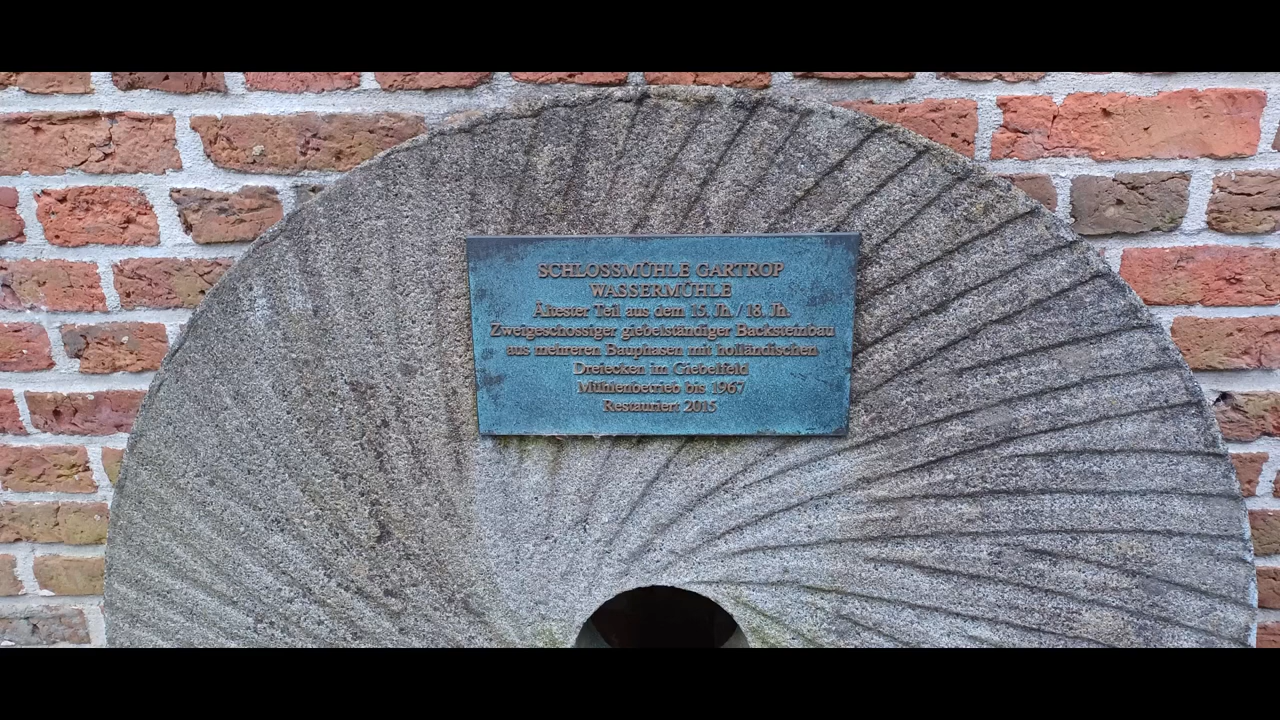 SCHLOSSMÜHLE GARTROP
WASSERMÜHLE
Ältester Teil aus dem 15. Jh. / 18. Jh.
Zweigeschossiger giebelständiger Backsteinbau
aus mehreren Bauphasen mit holländischen
Dreiecken im Giebelfeld
Mühlenbetrieb bis 1967
Restauriert 2015